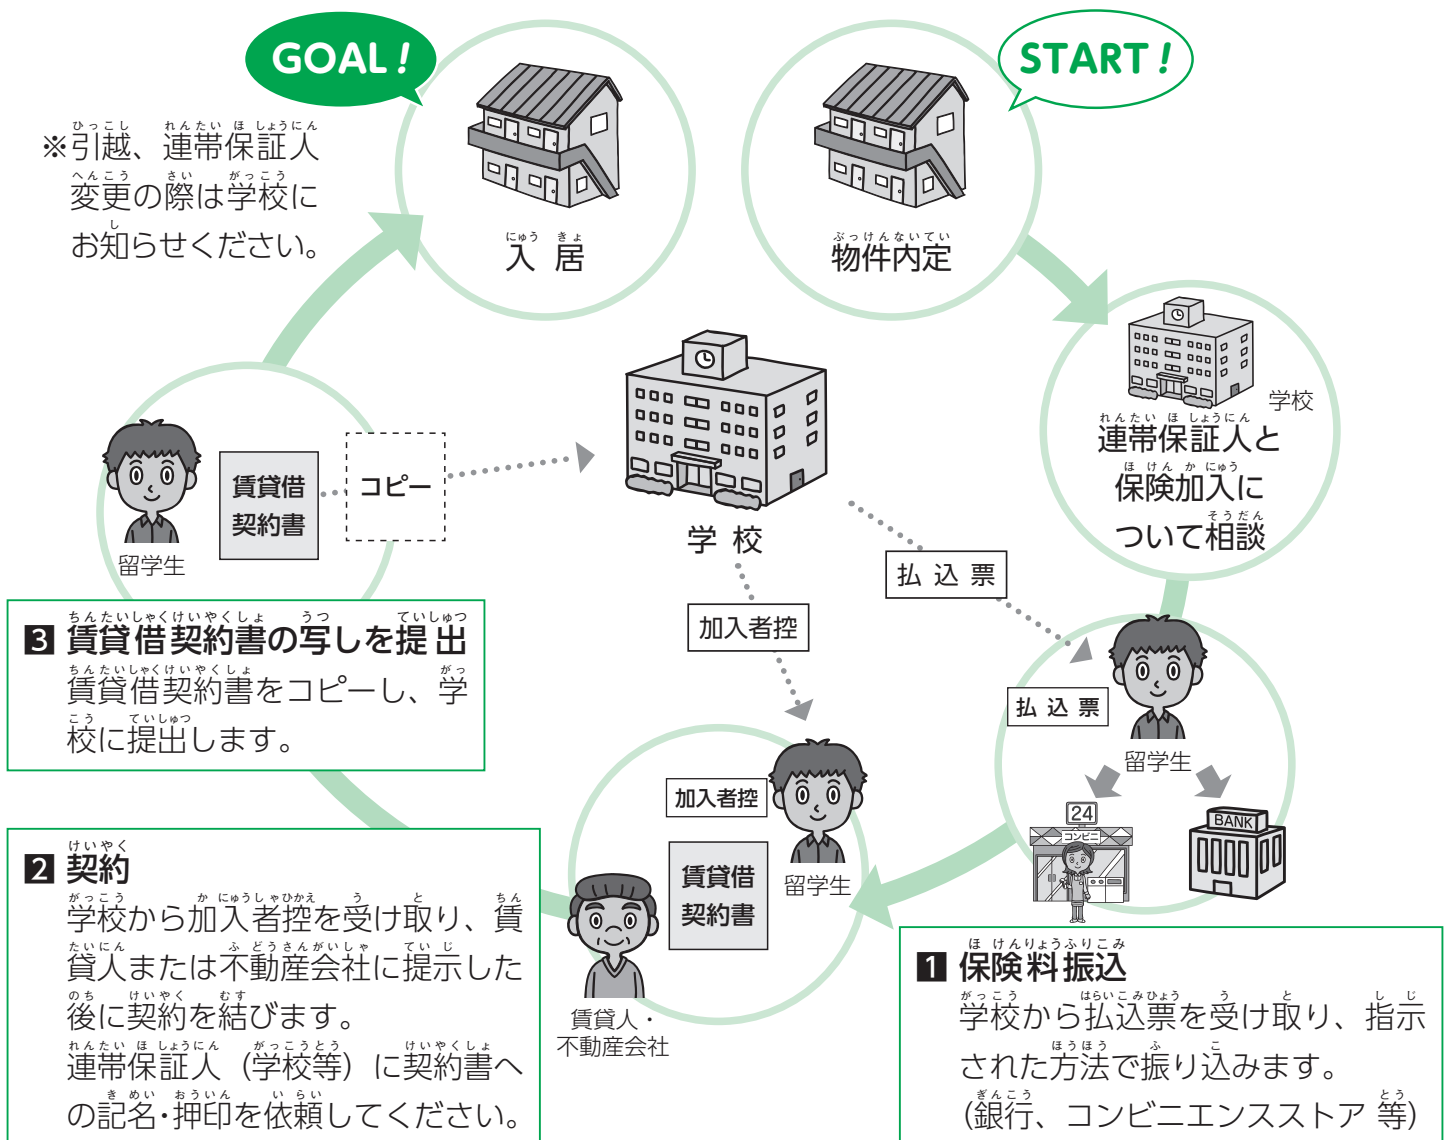 START!
物件内定
学校
連帯保証人と
保険加入に
ついて相談
払込票
払込票
留学生
24
コンビニ
BANK
1 保険料振込
学校から払込票を受け取り、指示
された方法で振り込みます。
(銀行、コンビニエンスストア 等)
学校
加入者控
加入者控
留学生
賃貸借
契約書
賃貸人・
不動産会社
2 契約
学校から加入者控を受け取り、賃
貸人または不動産会社に提示した
後に契約を結びます。
連帯保証人（学校等）に契約書へ
の記名・押印を依頼してください。
留学生
賃貸借
契約書
コピー
3 賃貸借契約書の写しを提出
賃貸借契約書をコピーし、学
校に提出します。
GOAL!
入居
※引越、連帯保証人
変更の際は学校に
お知らせください。